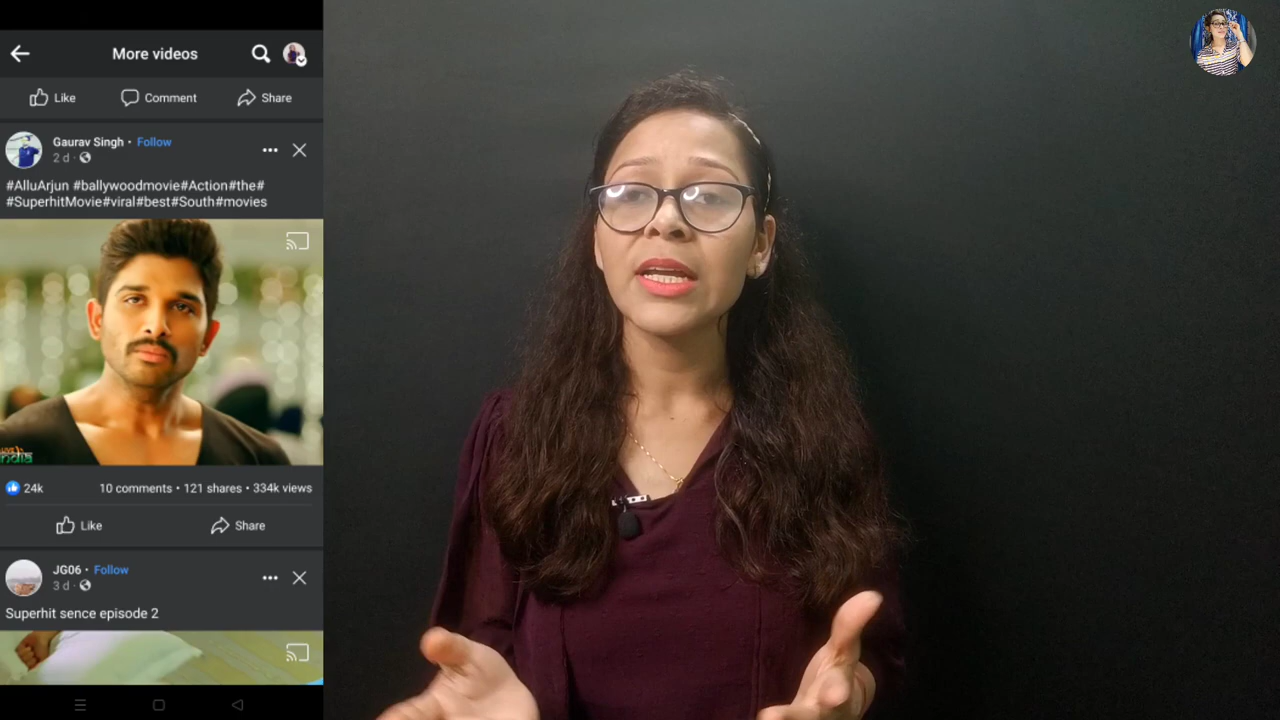 More videos
Like
Comment
Share
Gaurav Singh · Follow
2 d ·
#AlluArjun #ballywoodmovie#Action#the#
#SuperhitMovie#viral#best#South#movies
India
24k
10 comments • 121 shares • 334k views
Like
Share
JG06 · Follow
3 d ·
Superhit sence episode 2